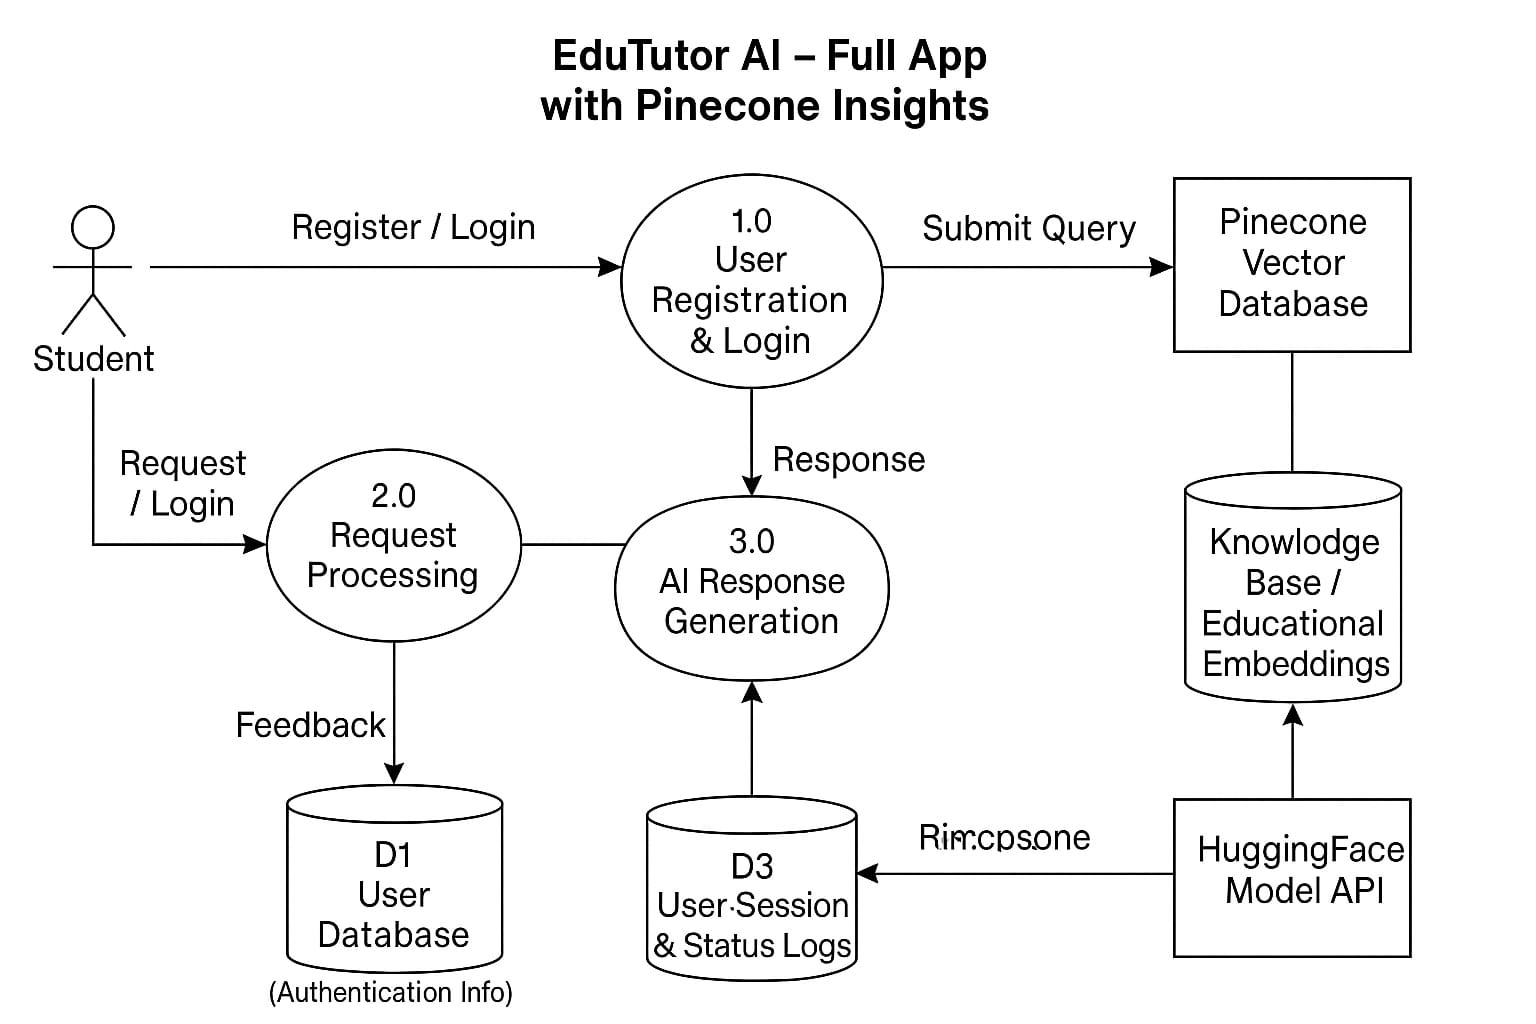 EduTutor AI – Full App
with Pinecone Insights
Student
Register / Login
1.0
User
Registration
& Login
Submit Query
Pinecone
Vector
Database
Request
/ Login
2.0
Request
Processing
Response
3.0
AI Response
Generation
Knowlodge
Base /
Educational
Embeddings
Feedback
D1
User
Database
(Authentication Info)
D3
User·Session
& Status Logs
HuggingFace
Model API